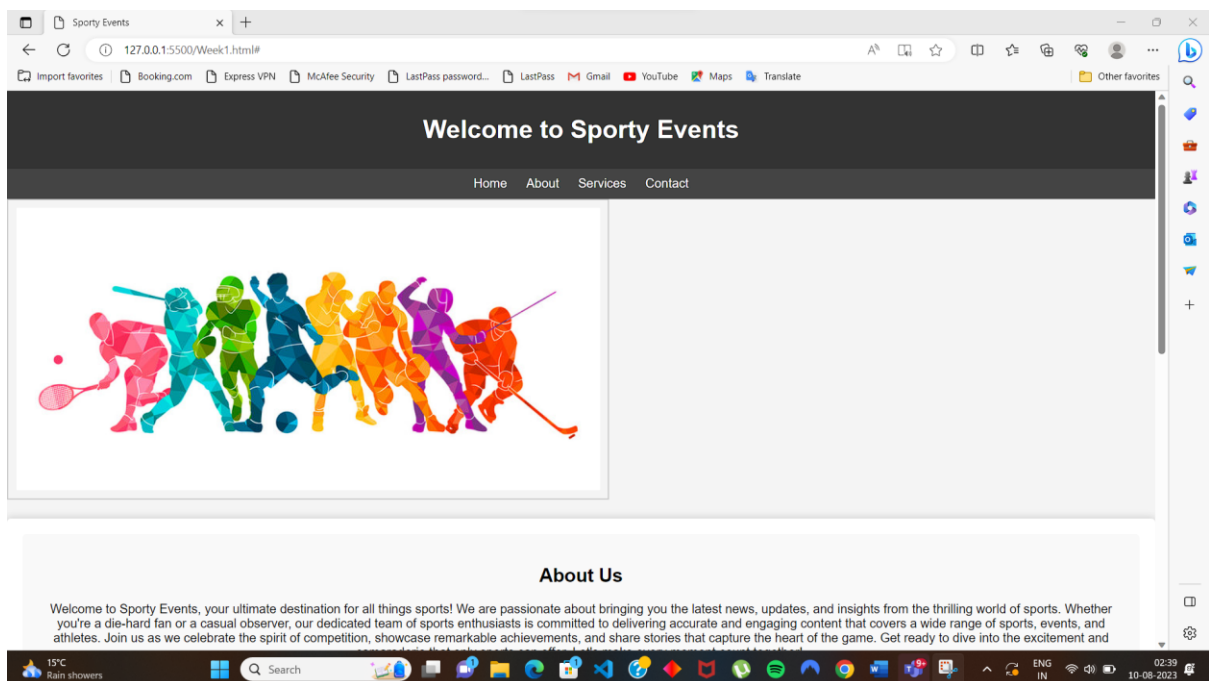 Sporty Events
127.0.0.1:5500/Week1.html#
Import favorites Booking.com Express VPN McAfee Security LastPass password... LastPass Gmail YouTube Maps Translate Other favorites
Welcome to Sporty Events
Home About Services Contact
About Us
Welcome to Sporty Events, your ultimate destination for all things sports! We are passionate about bringing you the latest news, updates, and insights from the thrilling world of sports. Whether
you're a die-hard fan or a casual observer, our dedicated team of sports enthusiasts is committed to delivering accurate and engaging content that covers a wide range of sports, events, and
athletes. Join us as we celebrate the spirit of competition, showcase remarkable achievements, and share stories that capture the heart of the game. Get ready to dive into the excitement and
15°C
Rain showers
Search
9+
ENG
IN
02:39
10-08-2023